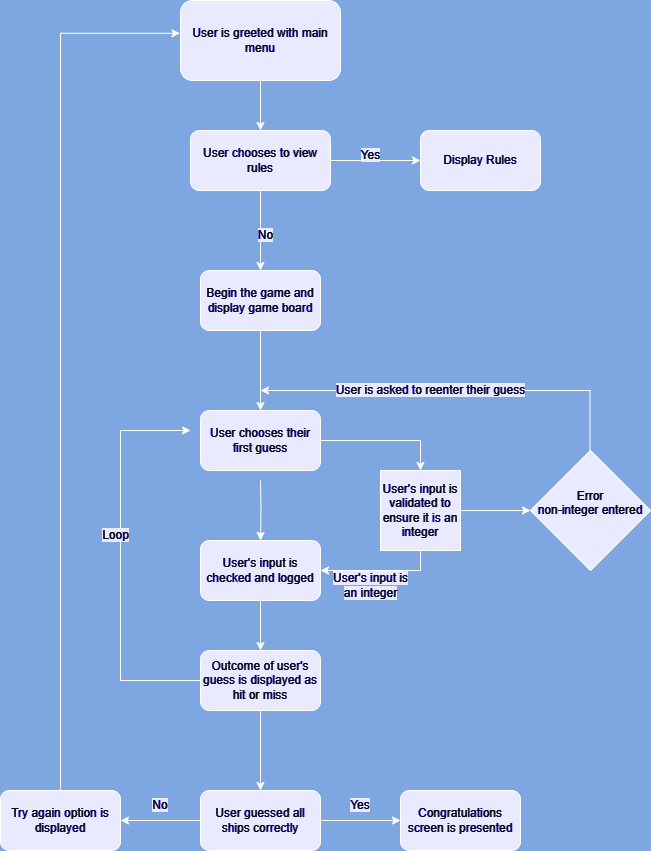 User is greeted with main
menu
User chooses to view
rules
Yes
Display Rules
No
Begin the game and
display game board
User is asked to reenter their guess
User chooses their
first guess
User's input is
validated to
ensure it is an
integer
Error
non-integer entered
Loop
User's input is
checked and logged
User's input is
an integer
Outcome of user's
guess is displayed as
hit or miss
Try again option is
displayed
No
User guessed all
ships correctly
Yes
Congratulations
screen is presented